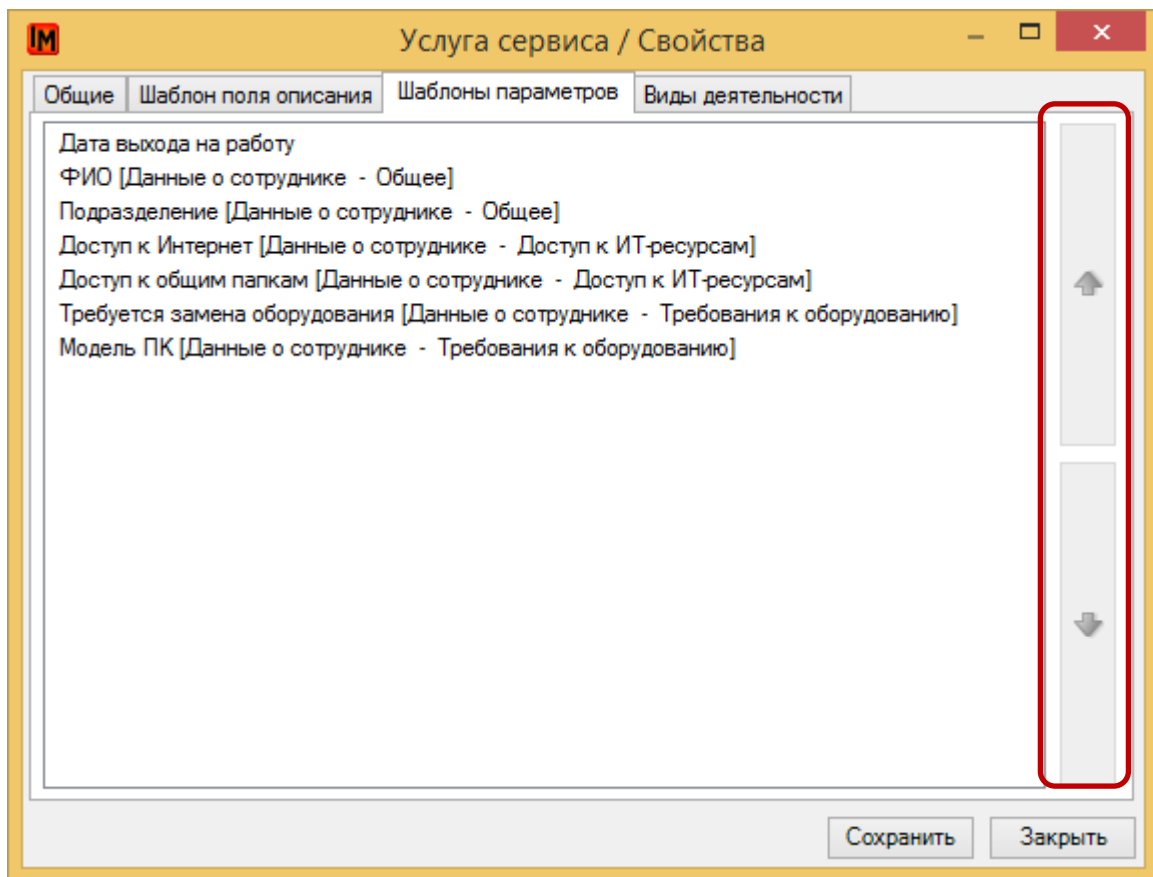 IM
Услуга сервиса / Свойства
Общие Шаблон поля описания Шаблоны параметров Виды деятельности
Дата выхода на работу
ФИО [Данные о сотруднике - Общее]
Подразделение [Данные о сотруднике - Общее]
Доступ к Интернет [Данные о сотруднике - Доступ к ИТ-ресурсам]
Доступ к общим папкам [Данные о сотруднике - Доступ к ИТ-ресурсам]
Требуется замена оборудования [Данные о сотруднике - Требования к оборудованию]
Модель ПК [Данные о сотруднике - Требования к оборудованию]
Сохранить Закрыть